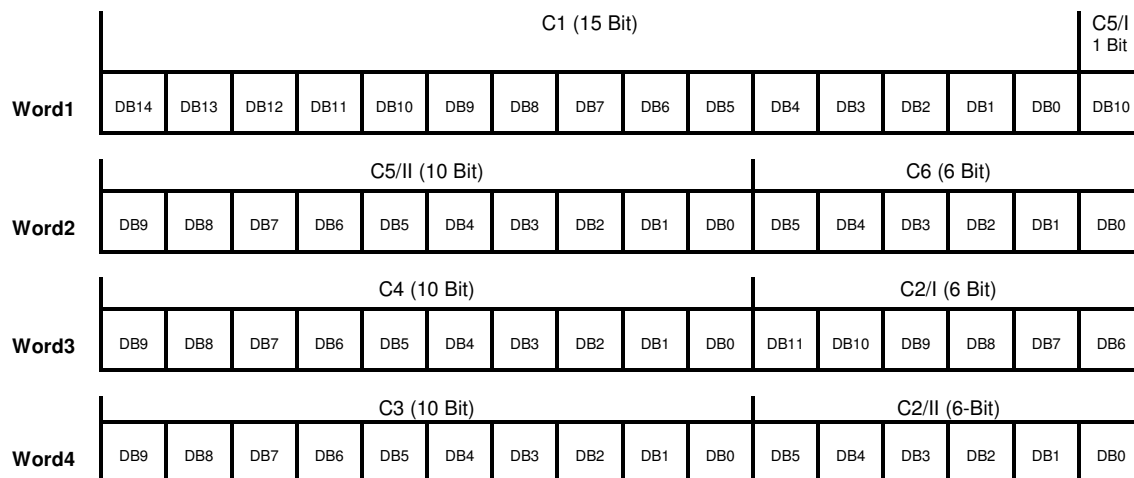 C1 (15 Bit) C5/I
1 Bit
Word1 DB14 DB13 DB12 DB11 DB10 DB9 DB8 DB7 DB6 DB5 DB4 DB3 DB2 DB1 DB0 DB10
C5/II (10 Bit) C6 (6 Bit)
Word2 DB9 DB8 DB7 DB6 DB5 DB4 DB3 DB2 DB1 DB0 DB5 DB4 DB3 DB2 DB1 DB0
C4 (10 Bit) C2/I (6 Bit)
Word3 DB9 DB8 DB7 DB6 DB5 DB4 DB3 DB2 DB1 DB0 DB11 DB10 DB9 DB8 DB7 DB6
C3 (10 Bit) C2/II (6-Bit)
Word4 DB9 DB8 DB7 DB6 DB5 DB4 DB3 DB2 DB1 DB0 DB5 DB4 DB3 DB2 DB1 DB0